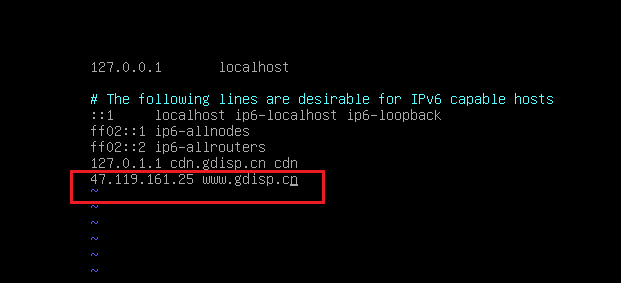 127.0.0.1 localhost
# The following lines are desirable for IPv6 capable hosts
::1 localhost ip6-localhost ip6-loopback
ff02::1 ip6-allnodes
ff02::2 ip6-allrouters
127.0.1.1 cdn.gdisp.cn cdn
47.119.161.25 www.gdisp.cn
~
~
~
~
~
~